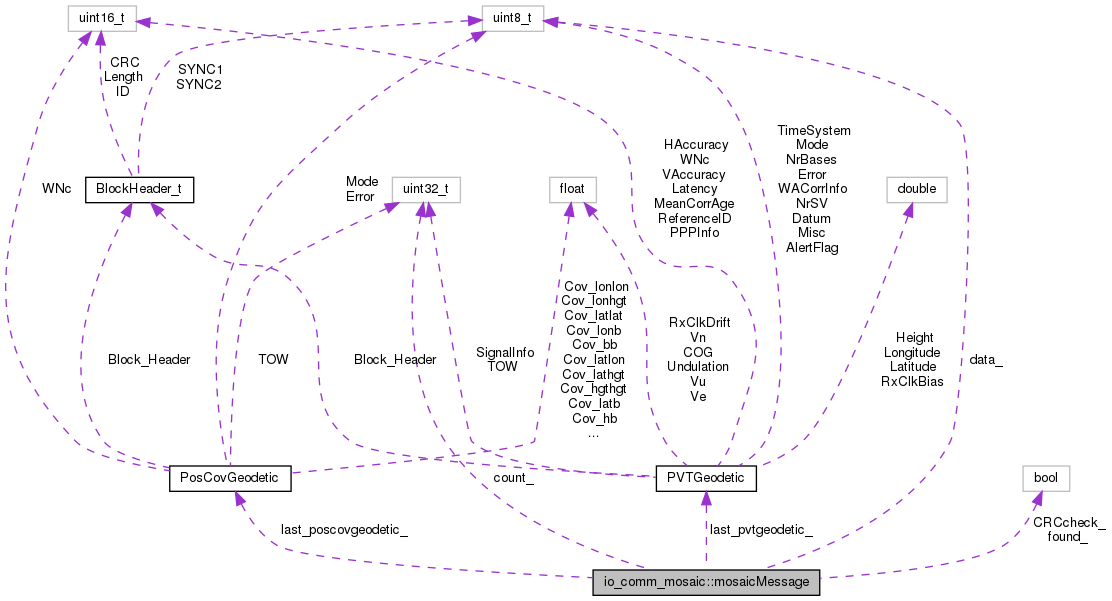 uint16_t
uint8_t
CRC
Length
ID
SYNC1
SYNC2
HAccuracy
WNc
VAccuracy
Latency
MeanCorrAge
ReferenceID
PPPInfo
TimeSystem
Mode
NrBases
Error
WACorrInfo
NrSV
Datum
Misc
AlertFlag
WNc
BlockHeader_t
Mode
Error
uint32_t
float
double
Block_Header
TOW
Block_Header
SignalInfo
TOW
Cov_lonlon
Cov_lonhgt
Cov_latlat
Cov_lonb
Cov_bb
Cov_latlon
Cov_lathgt
Cov_hgthgt
Cov_latb
Cov_hb
...
RxClkDrift
Vn
COG
Undulation
Vu
Ve
Height
Longitude
Latitude
RxClkBias
data_
PosCovGeodetic
count_
PVTGeodetic
bool
last_poscovgeodetic_
last_pvtgeodetic_
CRCcheck_
found_
io_comm_mosaic::mosaicMessage